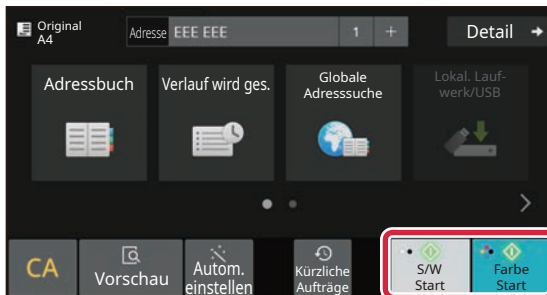 Original
A4
Adresse EEE EEE 1 +
Detail
Adressbuch
Verlauf wird ges.
Globale
Adresssuche
Lokal. Lauf-
werk/USB
CA
Vorschau
Autom.
einstellen
Kürzliche
Aufträge
S/W
Start
Farbe
Start